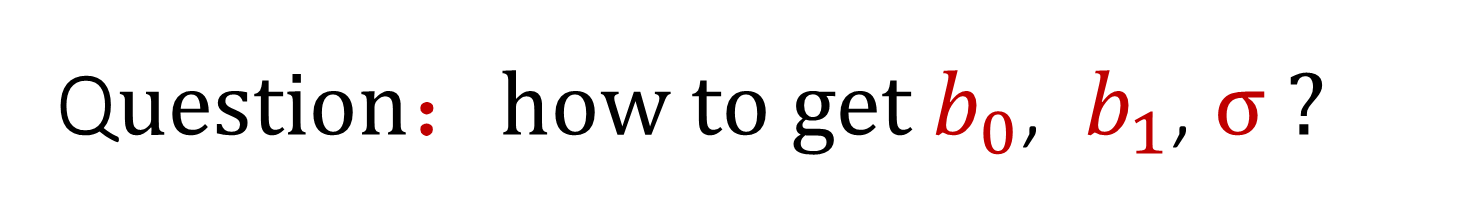 Question： how to get b₀, b₁, σ ?